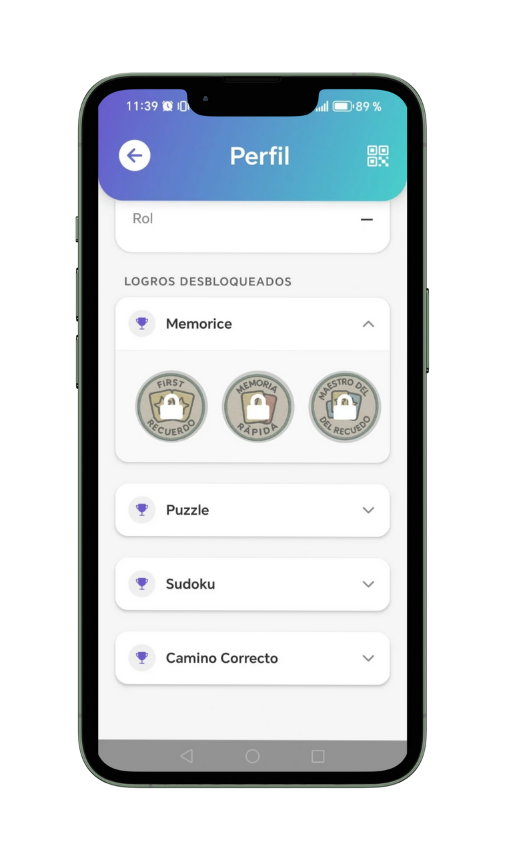 11:39
89 %
Perfil
Rol
LOGROS DESBLOQUEADOS
Memorice
FIRST
RECUERDO
MEMORIA
RÁPIDA
MAESTRO DEL
DEL RECUEDO
Puzzle
Sudoku
Camino Correcto